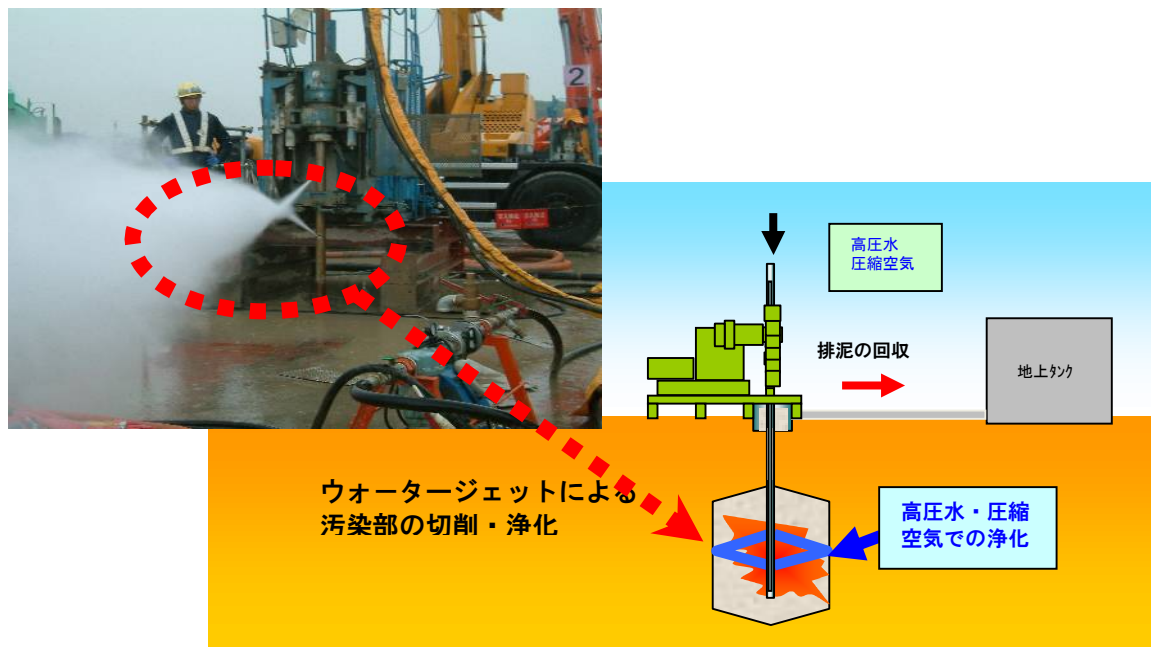 2
高圧水
圧縮空気
排泥の回収
地上ﾀﾝｸ
ウォータージェットによる
汚染部の切削・浄化
高圧水・圧縮
空気での浄化